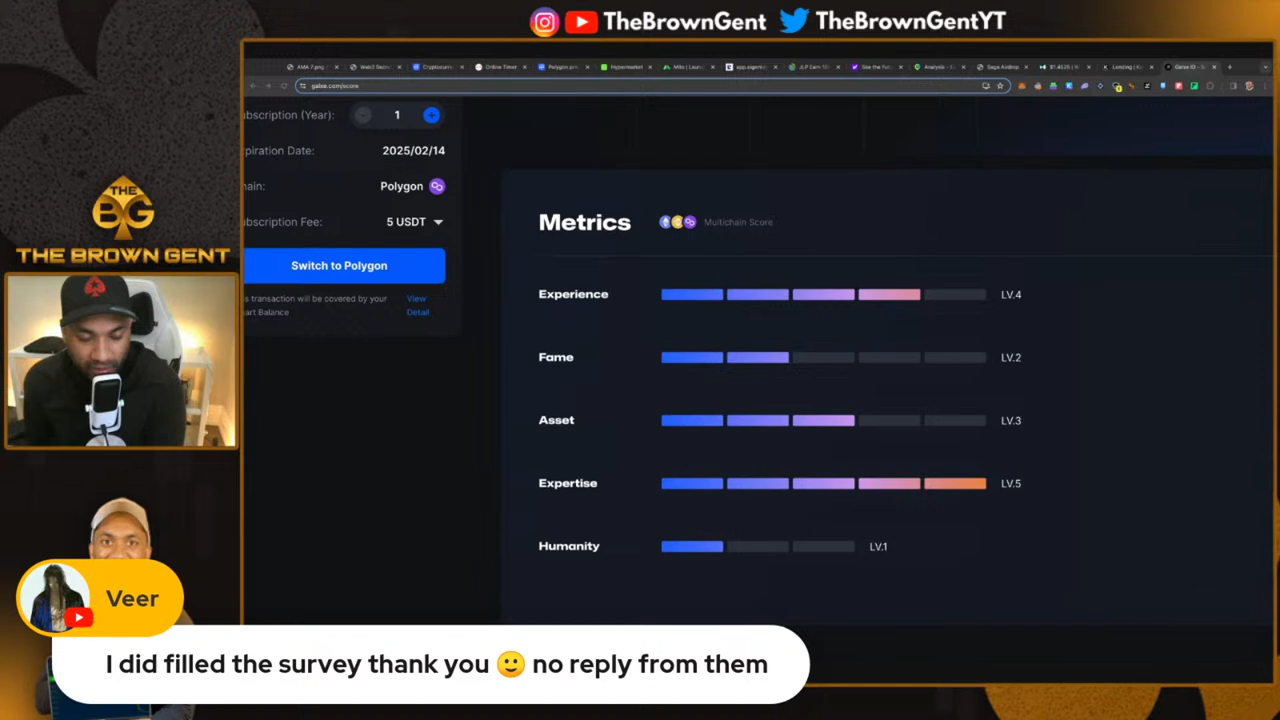 TheBrownGent TheBrownGentYT
galxe.com/score
THE
BG
THE BROWN GENT
bscription (Year): 1
piration Date: 2025/02/14
ain: Polygon
bscription Fee: 5 USDT
Switch to Polygon
s transaction will be covered by your View
art Balance Detail
Metrics Multichain Score
Experience LV.4
Fame LV.2
Asset LV.3
Expertise LV.5
Humanity LV.1
Veer
I did filled the survey thank you 🙂 no reply from them